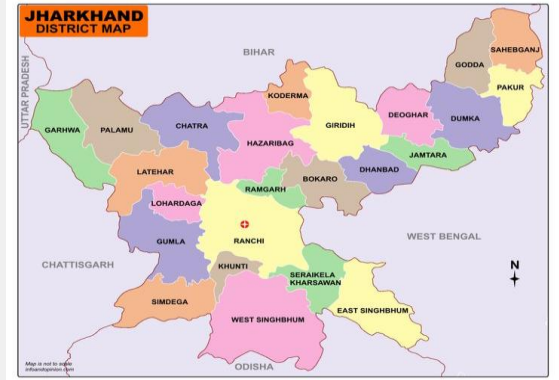 JHARKHAND
DISTRICT MAP
BIHAR
UTTAR PRADESH
SAHEBGANJ
GODDA
PAKUR
KODERMA
DEOGHAR
DUMKA
GARHWA
PALAMU
CHATRA
GIRIDIH
HAZARIBAG
JAMTARA
LATEHAR
DHANBAD
BOKARO
RAMGARH
LOHARDAGA
GUMLA
RANCHI
WEST BENGAL
CHATTISGARH
KHUNTI
N
SERAIKELA
KHARSAWAN
SIMDEGA
WEST SINGHBHUM
EAST SINGHBHUM
Map is not to scale
infoandopinion.com
ODISHA